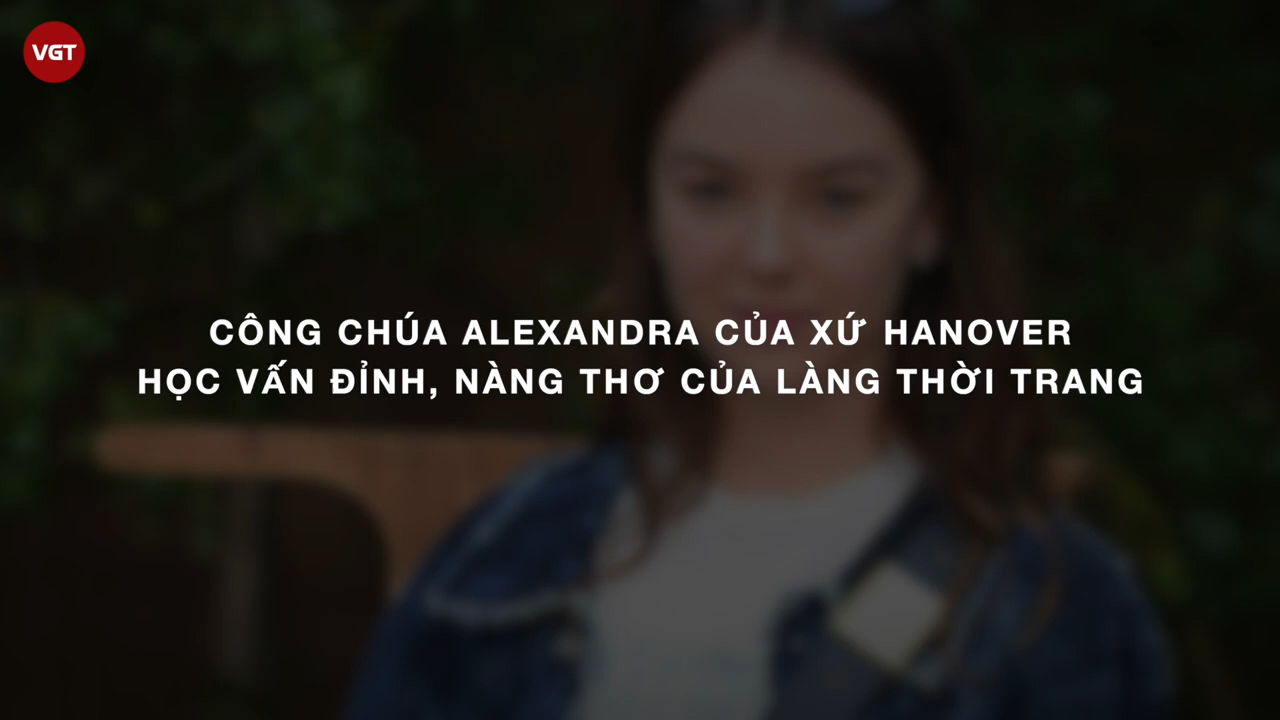 VGT
CÔNG CHÚA ALEXANDRA CỦA XỨ HANOVER
HỌC VẤN ĐỈNH, NÀNG THƠ CỦA LÀNG THỜI TRANG